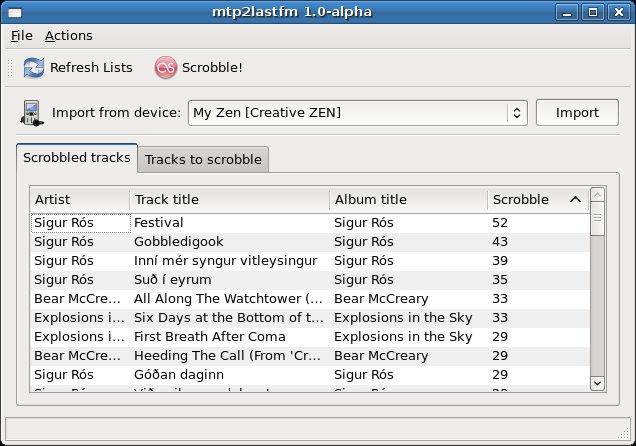 mtp2lastfm 1.0-alpha
File Actions
Refresh Lists Scrobble!
Import from device: My Zen [Creative ZEN] Import
Scrobbled tracks Tracks to scrobble
Artist Track title Album title Scrobble
Sigur Rós Festival Sigur Rós 52
Sigur Rós Gobbledigook Sigur Rós 43
Sigur Rós Inní mér syngur vitleysingur Sigur Rós 39
Sigur Rós Suð í eyrum Sigur Rós 35
Bear McCre... All Along The Watchtower (... Bear McCreary 33
Explosions i... Six Days at the Bottom of t... Explosions in the Sky 33
Explosions i... First Breath After Coma Explosions in the Sky 29
Bear McCre... Heeding The Call (From 'Cr... Bear McCreary 29
Sigur Rós Góðan daginn Sigur Rós 29